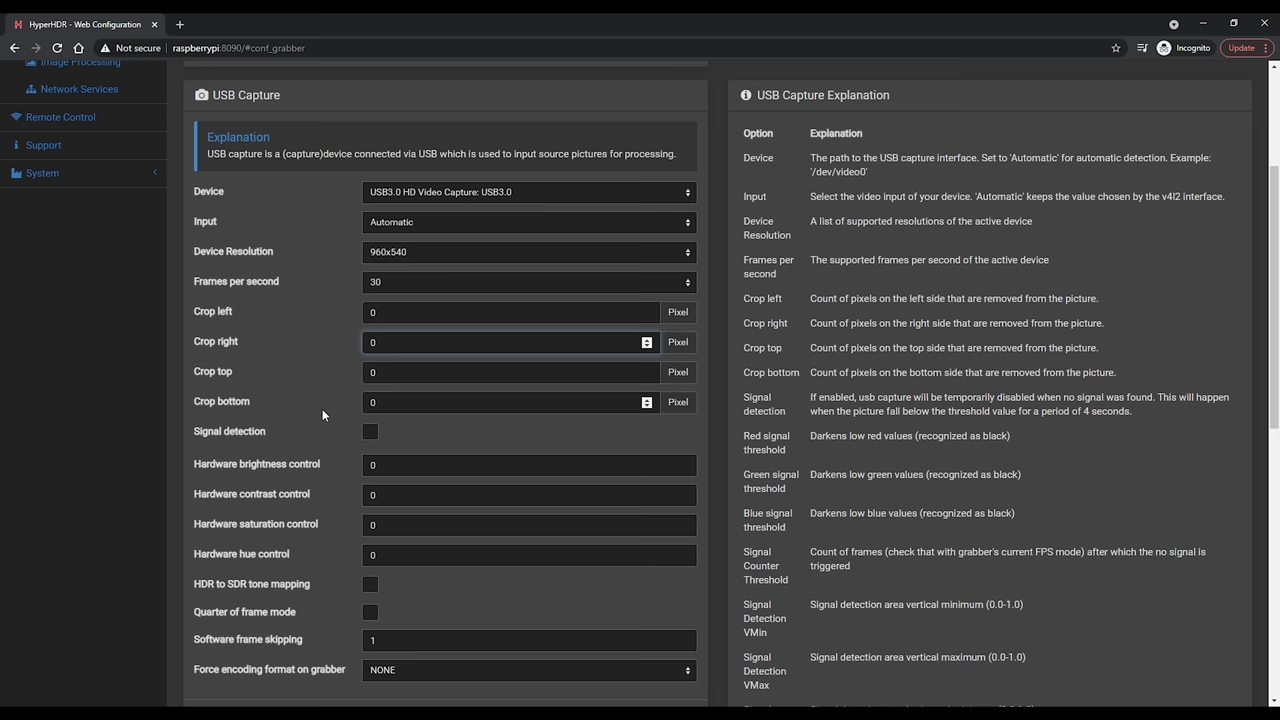 HyperHDR - Web Configuration
Not secure
raspberrypi:8090/#conf_grabber
Incognito
Update
Image Processing
Network Services
Remote Control
Support
System
USB Capture
Explanation
USB capture is a (capture)device connected via USB which is used to input source pictures for processing.
Device
USB3.0 HD Video Capture: USB3.0
Input
Automatic
Device Resolution
960x540
Frames per second
30
Crop left
0
Pixel
Crop right
0
Pixel
Crop top
0
Pixel
Crop bottom
0
Pixel
Signal detection
Hardware brightness control
0
Hardware contrast control
0
Hardware saturation control
0
Hardware hue control
0
HDR to SDR tone mapping
Quarter of frame mode
Software frame skipping
1
Force encoding format on grabber
NONE
USB Capture Explanation
Option
Explanation
Device
The path to the USB capture interface. Set to 'Automatic' for automatic detection. Example:
'/dev/video0'
Input
Select the video input of your device. 'Automatic' keeps the value chosen by the v4l2 interface.
Device
Resolution
A list of supported resolutions of the active device
Frames per
second
The supported frames per second of the active device
Crop left
Count of pixels on the left side that are removed from the picture.
Crop right
Count of pixels on the right side that are removed from the picture.
Crop top
Count of pixels on the top side that are removed from the picture.
Crop bottom
Count of pixels on the bottom side that are removed from the picture.
Signal
detection
If enabled, usb capture will be temporarily disabled when no signal was found. This will happen
when the picture fall below the threshold value for a period of 4 seconds.
Red signal
threshold
Darkens low red values (recognized as black)
Green signal
threshold
Darkens low green values (recognized as black)
Blue signal
threshold
Darkens low blue values (recognized as black)
Signal
Counter
Threshold
Count of frames (check that with grabber's current FPS mode) after which the no signal is
triggered
Signal
Detection
VMin
Signal detection area vertical minimum (0.0-1.0)
Signal
Detection
VMax
Signal detection area vertical maximum (0.0-1.0)